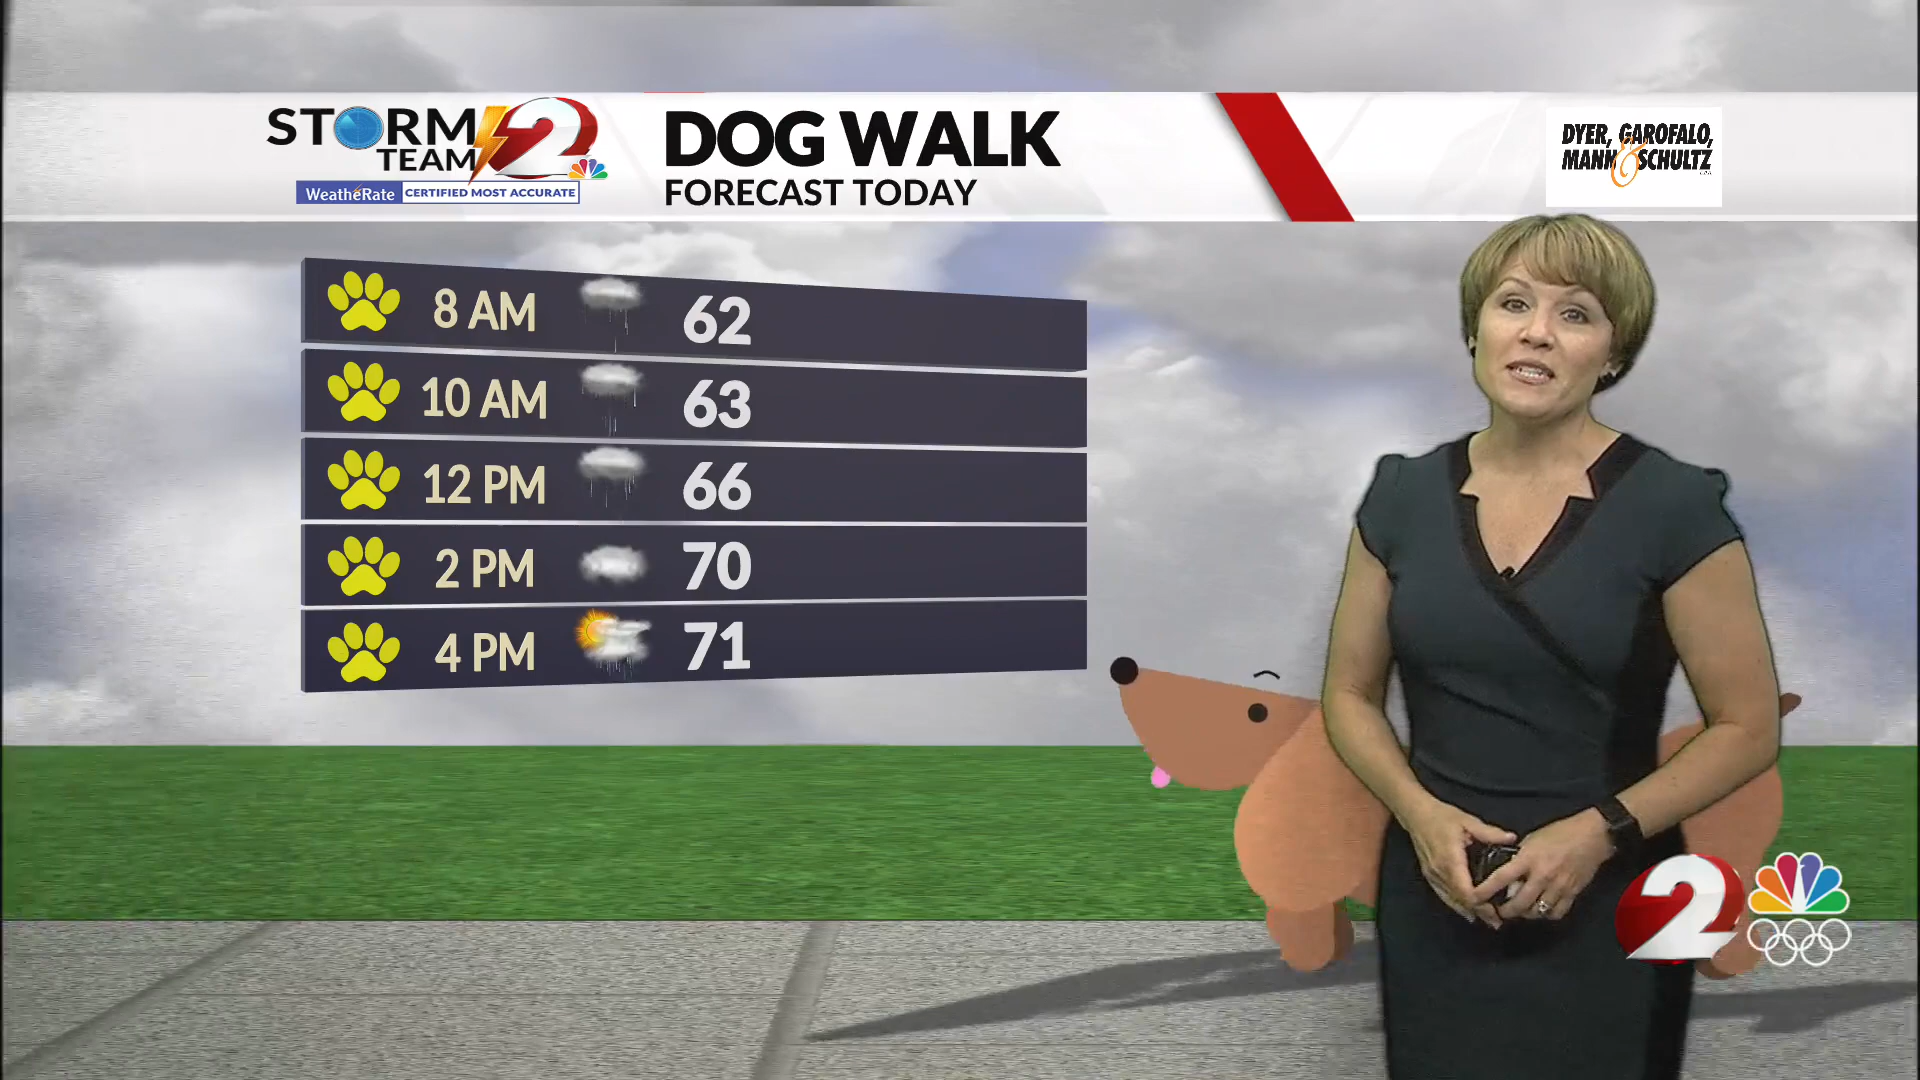 STORM
TEAM
2
WeatheRate CERTIFIED MOST ACCURATE
DOG WALK
FORECAST TODAY
DYER, GAROFALO,
MANN & SCHULTZ
8 AM 62
10 AM 63
12 PM 66
2 PM 70
4 PM 71
2